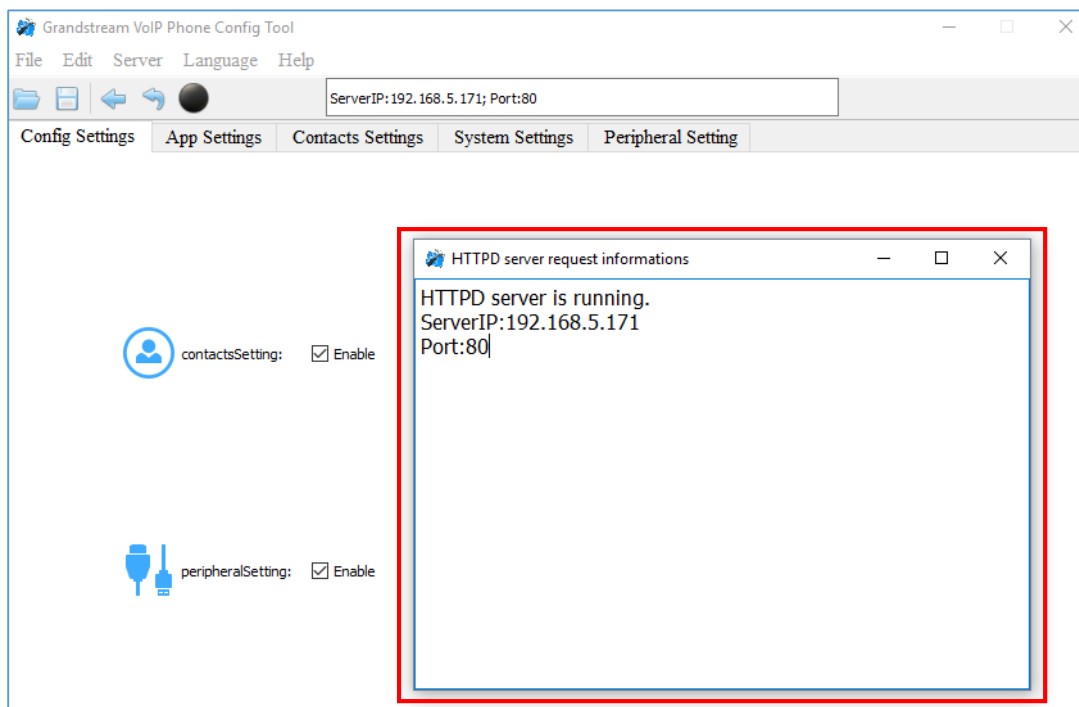 Grandstream VoIP Phone Config Tool
File Edit Server Language Help
ServerIP:192.168.5.171; Port:80
Config Settings App Settings Contacts Settings System Settings Peripheral Setting
HTTPD server request informations
HTTPD server is running.
ServerIP:192.168.5.171
Port:80
contactsSetting: Enable
peripheralSetting: Enable